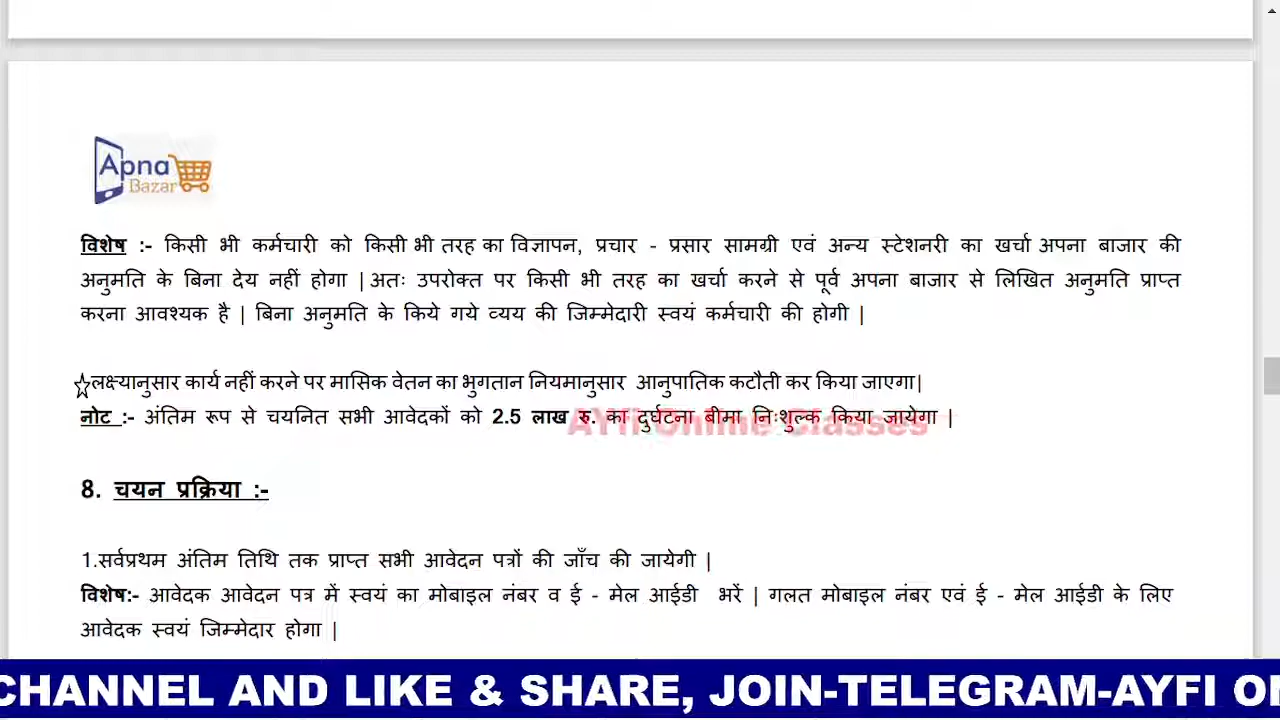 Apna
Bazar
विशेष :- किसी भी कर्मचारी को किसी भी तरह का विज्ञापन, प्रचार - प्रसार सामग्री एवं अन्य स्टेशनरी का खर्चा अपना बाजार की
अनुमति के बिना देय नहीं होगा | अतः उपरोक्त पर किसी भी तरह का खर्चा करने से पूर्व अपना बाजार से लिखित अनुमति प्राप्त
करना आवश्यक है | बिना अनुमति के किये गये व्यय की जिम्मेदारी स्वयं कर्मचारी की होगी |
☆लक्ष्यानुसार कार्य नहीं करने पर मासिक वेतन का भुगतान नियमानुसार आनुपातिक कटौती कर किया जाएगा|
नोट :- अंतिम रूप से चयनित सभी आवेदकों को 2.5 लाख रु. का दुर्घटना बीमा निःशुल्क किया जायेगा |
AYfi Online Classes
8. चयन प्रक्रिया :-
1.सर्वप्रथम अंतिम तिथि तक प्राप्त सभी आवेदन पत्रों की जाँच की जायेगी |
विशेष:- आवेदक आवेदन पत्र में स्वयं का मोबाइल नंबर व ई - मेल आईडी भरें | गलत मोबाइल नंबर एवं ई - मेल आईडी के लिए
आवेदक स्वयं जिम्मेदार होगा |
CHANNEL AND LIKE & SHARE, JOIN-TELEGRAM-AYFI ON